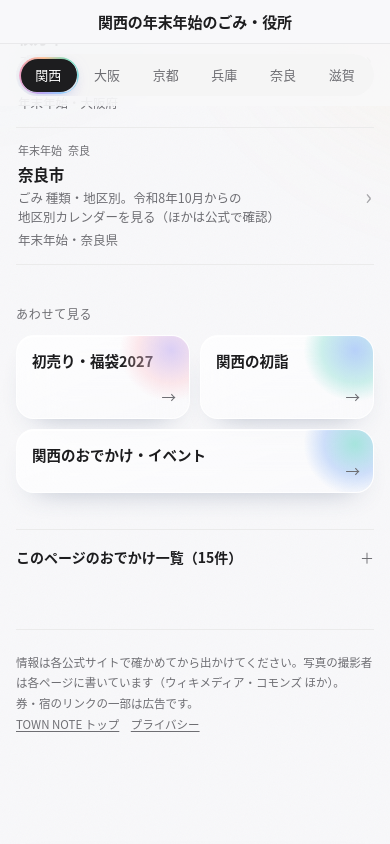 関西の年末年始のごみ・役所
関西 大阪 京都 兵庫 奈良 滋賀
年末年始 奈良
奈良市
ごみ 種類・地区別。令和8年10月からの
地区別カレンダーを見る（ほかは公式で確認）
年末年始・奈良県
あわせて見る
初売り・福袋2027
関西の初詣
関西のおでかけ・イベント
このページのおでかけ一覧（15件）
情報は各公式サイトで確かめてから出かけてください。写真の撮影者
は各ページに書いています（ウィキメディア・コモンズ ほか）。
券・宿のリンクの一部は広告です。
TOWN NOTE トップ プライバシー